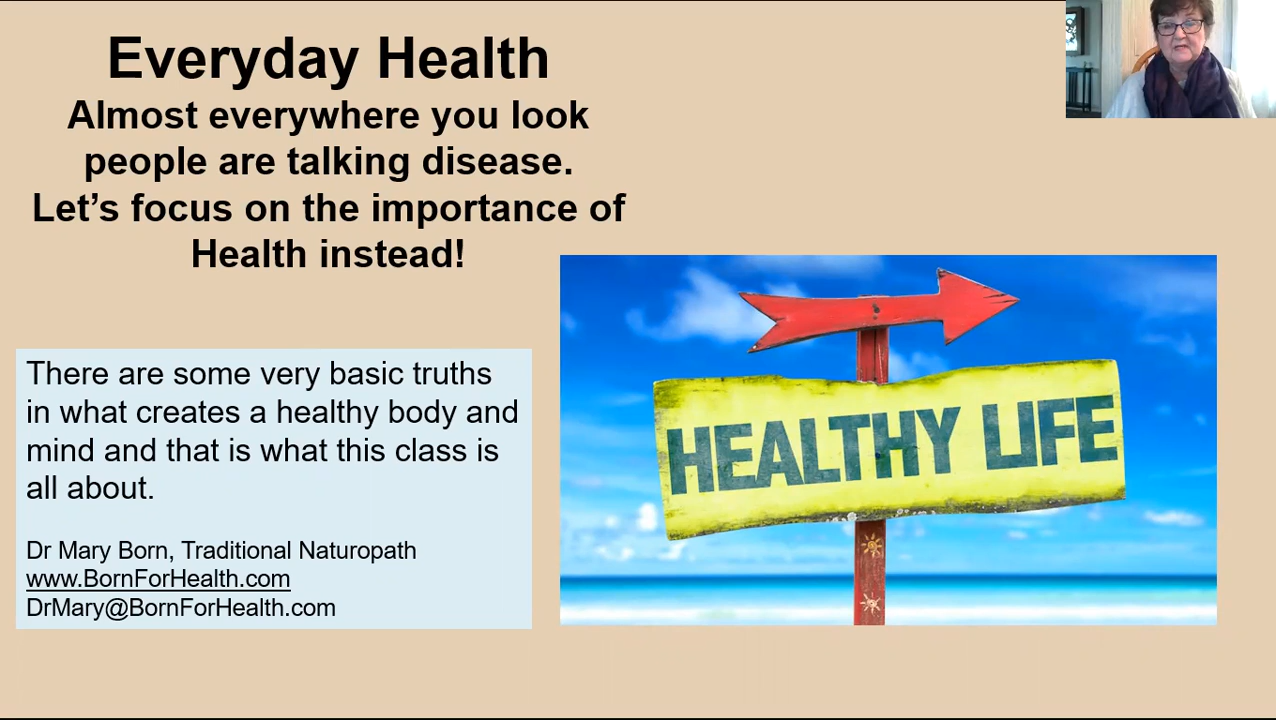 Everyday Health
Almost everywhere you look
people are talking disease.
Let’s focus on the importance of
Health instead!
There are some very basic truths
in what creates a healthy body and
mind and that is what this class is
all about.
Dr Mary Born, Traditional Naturopath
www.BornForHealth.com
DrMary@BornForHealth.com
HEALTHY LIFE